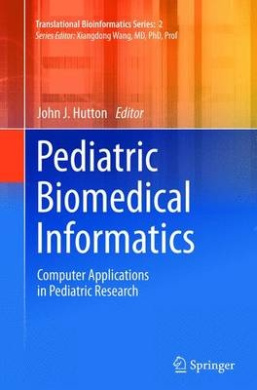 Translational Bioinformatics Series: 2
Series Editor: Xiangdong Wang, MD, PhD, Prof
John J. Hutton Editor
Pediatric
Biomedical
Informatics
Computer Applications
in Pediatric Research
Springer